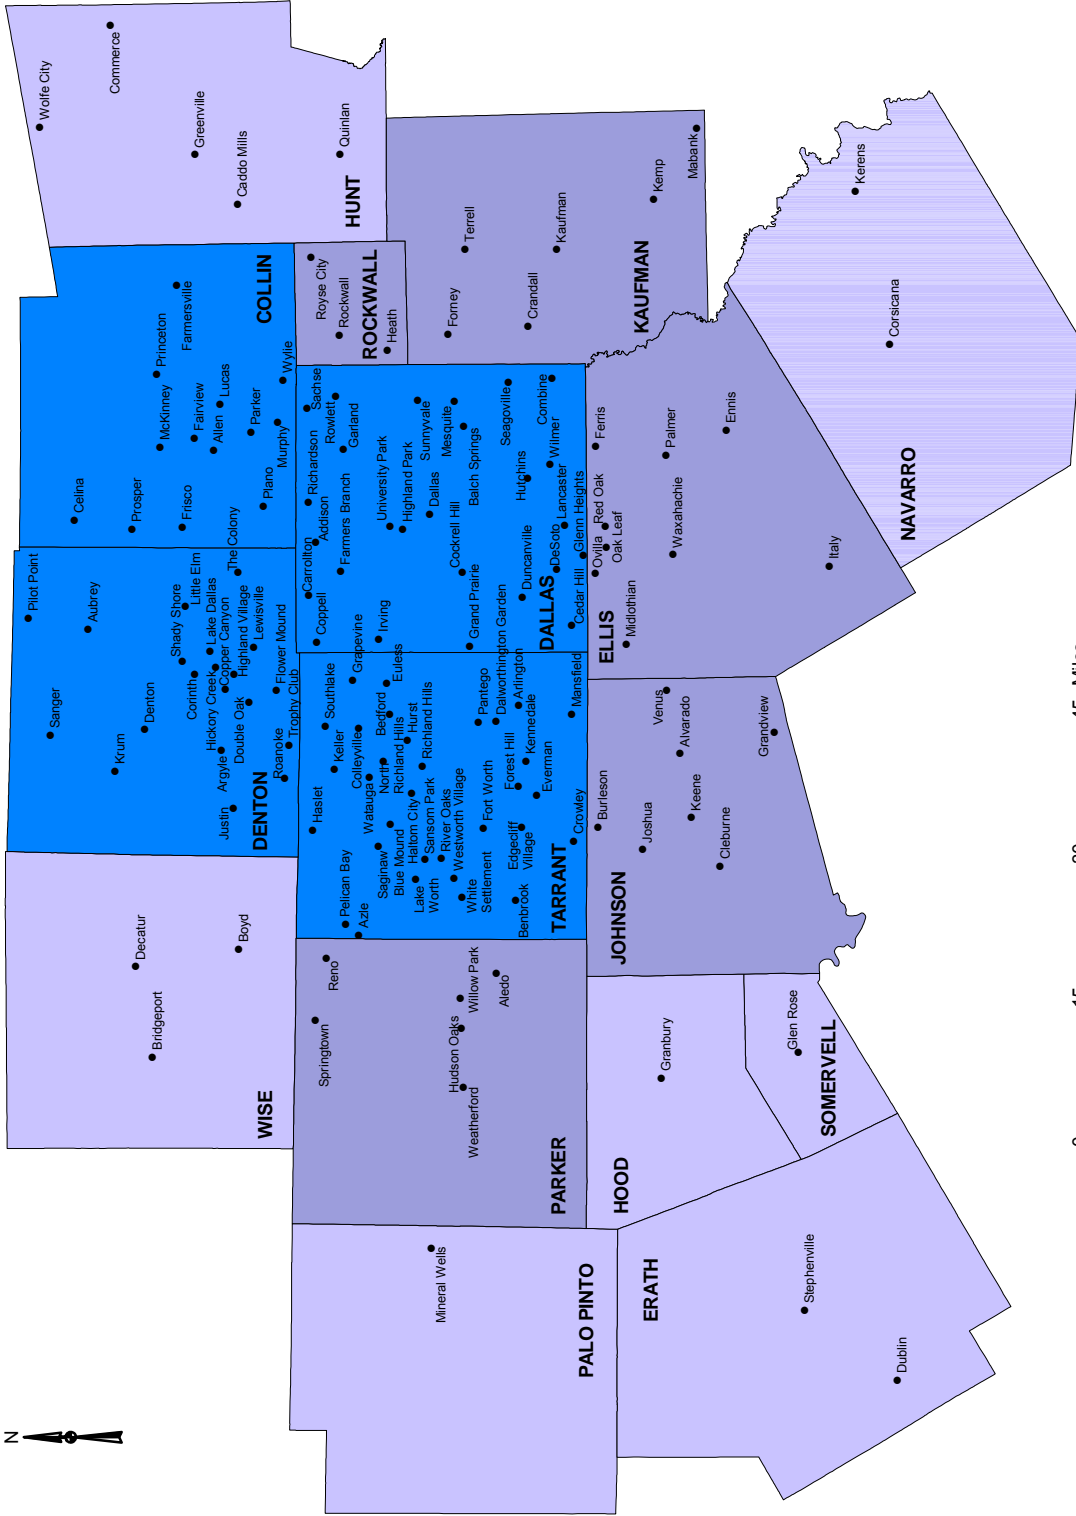 N
Wolfe City
Commerce
Greenville
Caddo Mills
Quinlan
HUNT
Celina
Prosper
Frisco
McKinney
Princeton
Farmersville
Fairview
Allen
Lucas
Parker
Plano
Murphy
Wylie
COLLIN
Royse City
Rockwall
Heath
ROCKWALL
Pilot Point
Aubrey
Sanger
Krum
Denton
Shady Shore
Little Elm
The Colony
Corinth
Lake Dallas
Hickory Creek
Copper Canyon
Highland Village
Lewisville
Argyle
Double Oak
Flower Mound
Justin
Roanoke
Trophy Club
DENTON
Decatur
Bridgeport
Boyd
WISE
Terrell
Forney
Kaufman
Crandall
Kemp
Mabank
KAUFMAN
Carrollton
Richardson
Sachse
Addison
Rowlett
Coppell
Farmers Branch
Garland
Irving
University Park
Highland Park
Sunnyvale
Dallas
Mesquite
Cockrell Hill
Balch Springs
Grand Prairie
Seagoville
Hutchins
Duncanville
Combine
Wilmer
DeSoto
Lancaster
Cedar Hill
Glenn Heights
DALLAS
Haslet
Southlake
Keller
Grapevine
Pelican Bay
Azle
Colleyville
Watauga
Euless
Bedford
North
Richland Hills
Saginaw
Blue Mound
Hurst
Haltom City
Richland Hills
Lake
Worth
Sansom Park
River Oaks
Westworth Village
White
Settlement
Fort Worth
Pantego
Dalworthington Garden
Arlington
Forest Hill
Kennedale
Edgecliff
Village
Everman
Benbrook
Crowley
Mansfield
TARRANT
Reno
Springtown
Willow Park
Hudson Oaks
Aledo
Weatherford
PARKER
Mineral Wells
PALO PINTO
Ferris
Red Oak
Ovilla
Oak Leaf
Midlothian
Palmer
Waxahachie
Ennis
Italy
ELLIS
Kerens
Corsicana
NAVARRO
Burleson
Joshua
Venus
Alvarado
Keene
Cleburne
Grandview
JOHNSON
Granbury
HOOD
Glen Rose
SOMERVELL
Stephenville
Dublin
ERATH